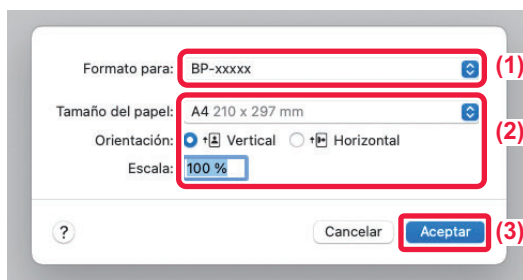 Formato para: BP-xxxxx (1)
Tamaño del papel: A4 210 x 297 mm
(2)
Orientación: Vertical Horizontal
Escala: 100 %
? Cancelar Aceptar (3)